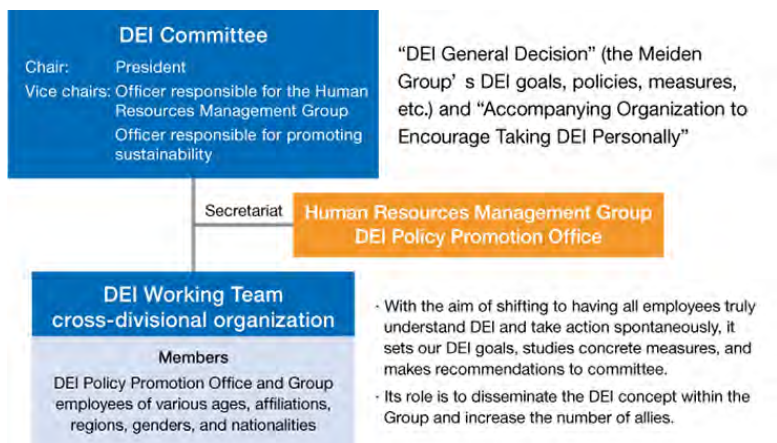 DEI Committee
Chair: President
Vice chairs: Officer responsible for the Human
Resources Management Group
Officer responsible for promoting
sustainability
“DEI General Decision” (the Meiden
Group’ s DEI goals, policies, measures,
etc.) and “Accompanying Organization to
Encourage Taking DEI Personally”
Secretariat
Human Resources Management Group
DEI Policy Promotion Office
DEI Working Team
cross-divisional organization
Members
DEI Policy Promotion Office and Group
employees of various ages, affiliations,
regions, genders, and nationalities
· With the aim of shifting to having all employees truly
understand DEI and take action spontaneously, it
sets our DEI goals, studies concrete measures, and
makes recommendations to committee.
· Its role is to disseminate the DEI concept within the
Group and increase the number of allies.